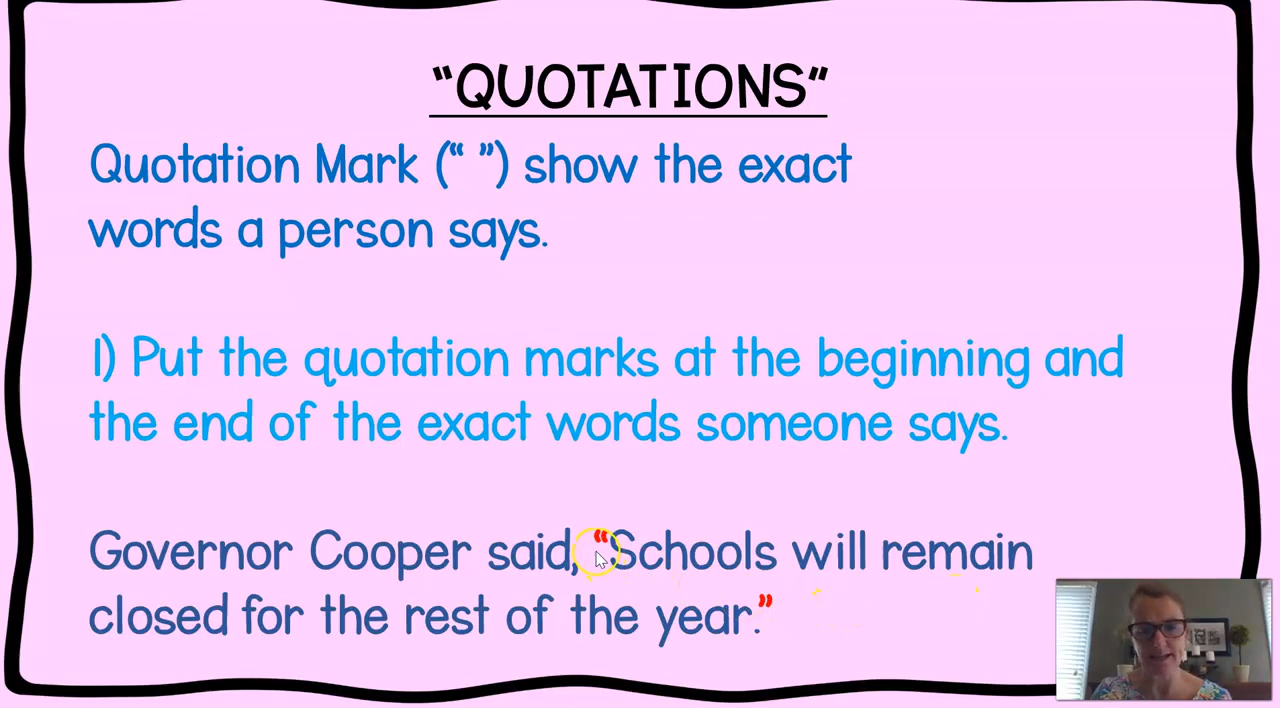 “QUOTATIONS”
Quotation Mark (“ ”) show the exact
words a person says.
1) Put the quotation marks at the beginning and
the end of the exact words someone says.
Governor Cooper said, “Schools will remain
closed for the rest of the year.”